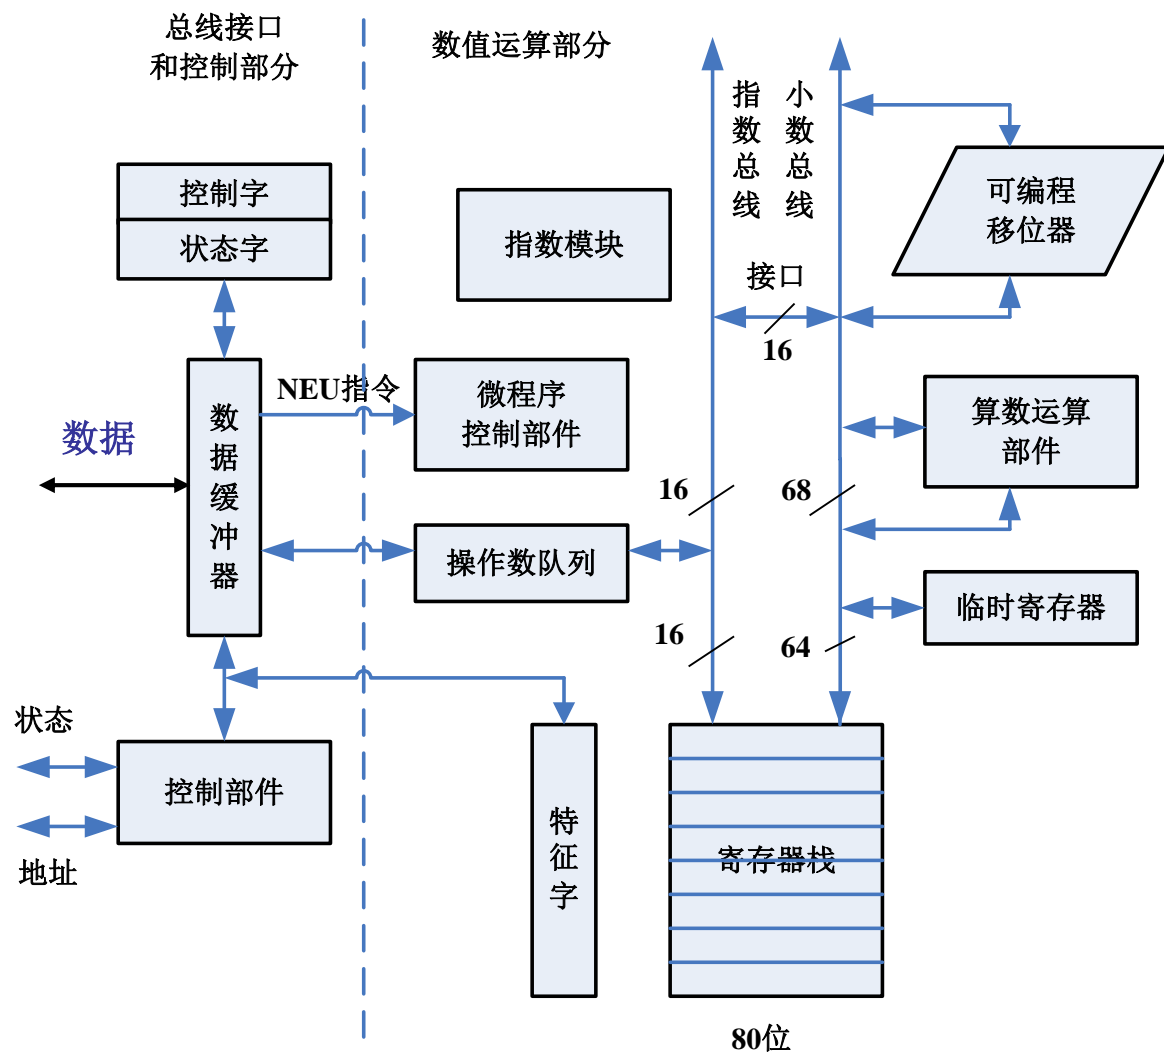 总线接口
和控制部分
数值运算部分
指数总线
小数总线
控制字
状态字
指数模块
可编程
移位器
接口
16
NEU指令
微程序
控制部件
算数运算
部件
数据
数据缓冲器
16
68
操作数队列
临时寄存器
16
64
状态
控制部件
地址
特征字
寄存器栈
80位